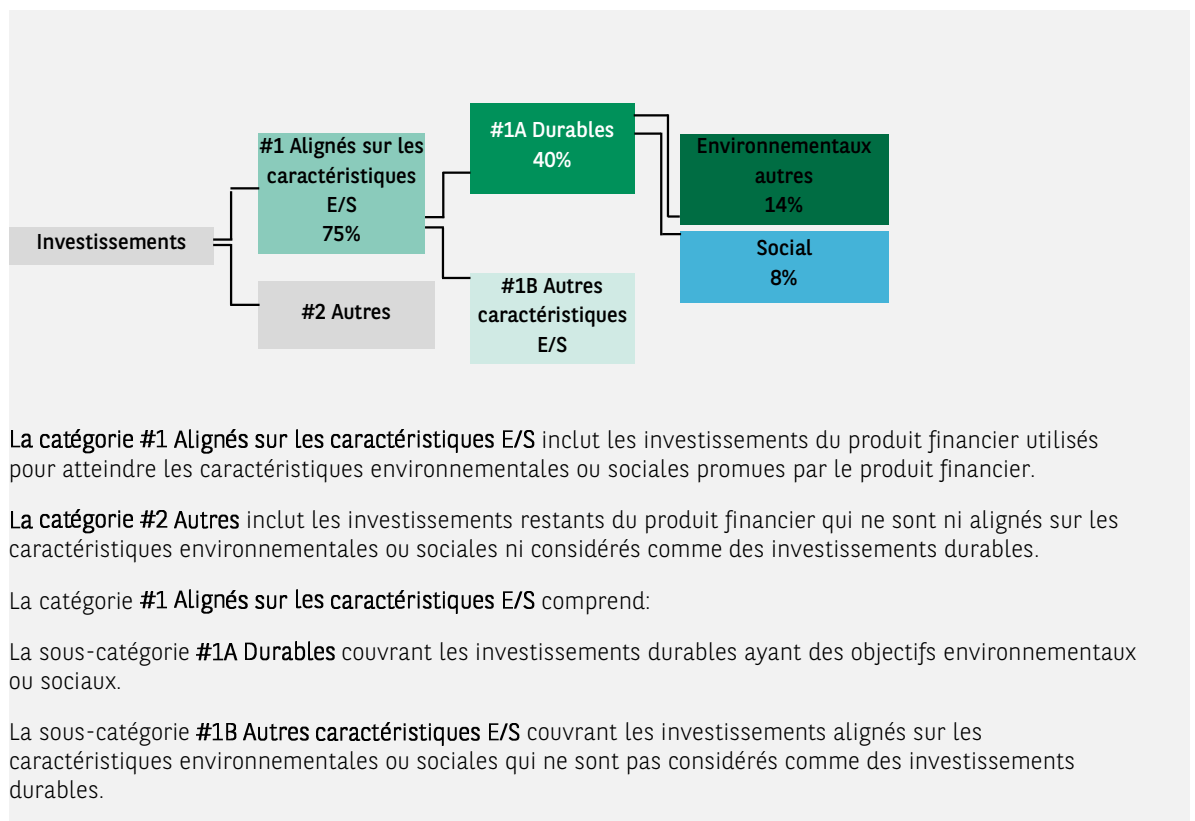 #1A Durables
40%
#1 Alignés sur les
caractéristiques
E/S
75%
Environnementaux
autres
14%
Investissements
Social
8%
#2 Autres
#1B Autres
caractéristiques
E/S
La catégorie #1 Alignés sur les caractéristiques E/S inclut les investissements du produit financier utilisés
pour atteindre les caractéristiques environnementales ou sociales promues par le produit financier.
La catégorie #2 Autres inclut les investissements restants du produit financier qui ne sont ni alignés sur les
caractéristiques environnementales ou sociales ni considérés comme des investissements durables.
La catégorie #1 Alignés sur les caractéristiques E/S comprend:
La sous-catégorie #1A Durables couvrant les investissements durables ayant des objectifs environnementaux
ou sociaux.
La sous-catégorie #1B Autres caractéristiques E/S couvrant les investissements alignés sur les
caractéristiques environnementales ou sociales qui ne sont pas considérés comme des investissements
durables.